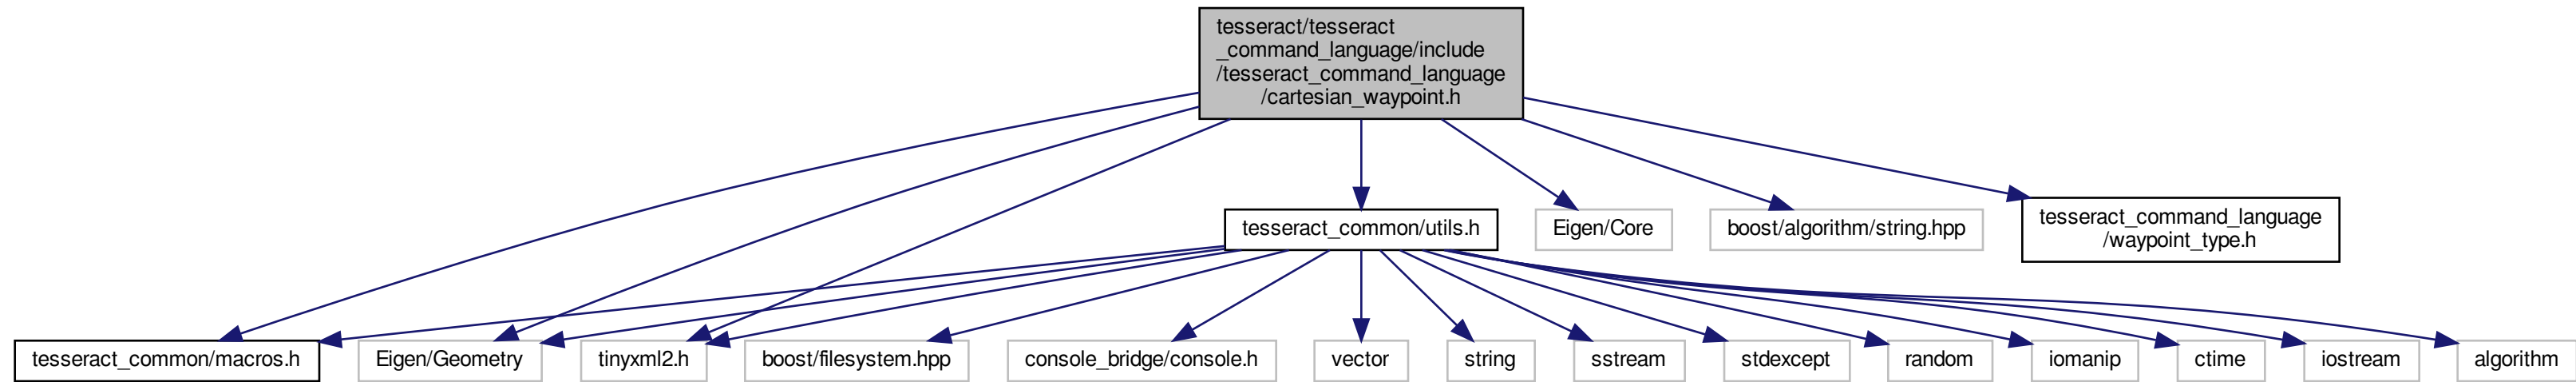 tesseract/tesseract
_command_language/include
/tesseract_command_language
/cartesian_waypoint.h
tesseract_common/utils.h
Eigen/Core
boost/algorithm/string.hpp
tesseract_command_language
/waypoint_type.h
tesseract_common/macros.h
Eigen/Geometry
tinyxml2.h
boost/filesystem.hpp
console_bridge/console.h
vector
string
sstream
stdexcept
random
iomanip
ctime
iostream
algorithm